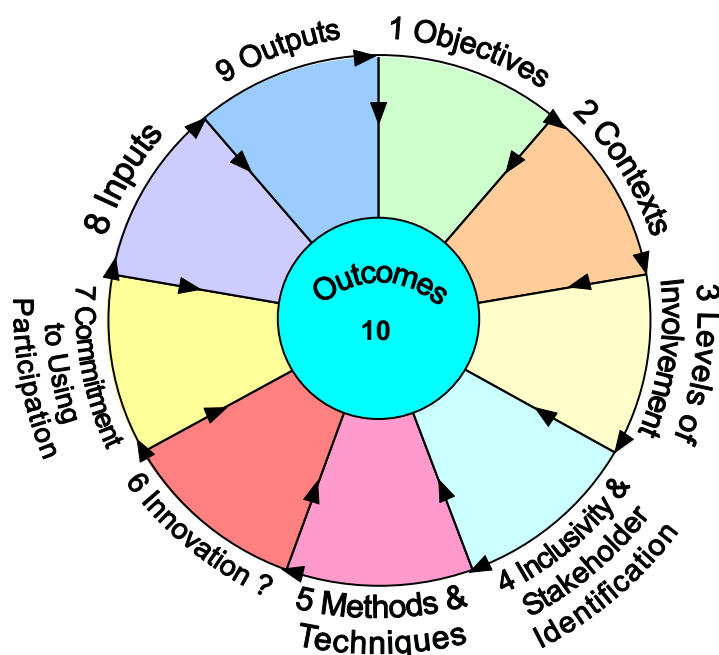 1 Objectives
2 Contexts
3 Levels of
Involvement
4 Inclusivity &
Stakeholder
Identification
5 Methods &
Techniques
6 Innovation ?
7 Commitment
to Using
Participation
8 Inputs
9 Outputs
Outcomes
10